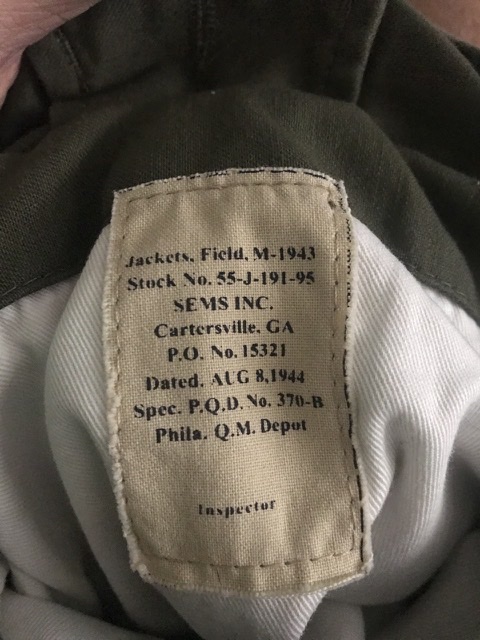 Jackets, Field, M-1943
Stock No. 55-J-191-95
SEMS INC.
Cartersville, GA
P.O. No. 15321
Dated. AUG 8,1944
Spec. P.Q.D. No. 370-B
Phila. Q.M. Depot
Inspector